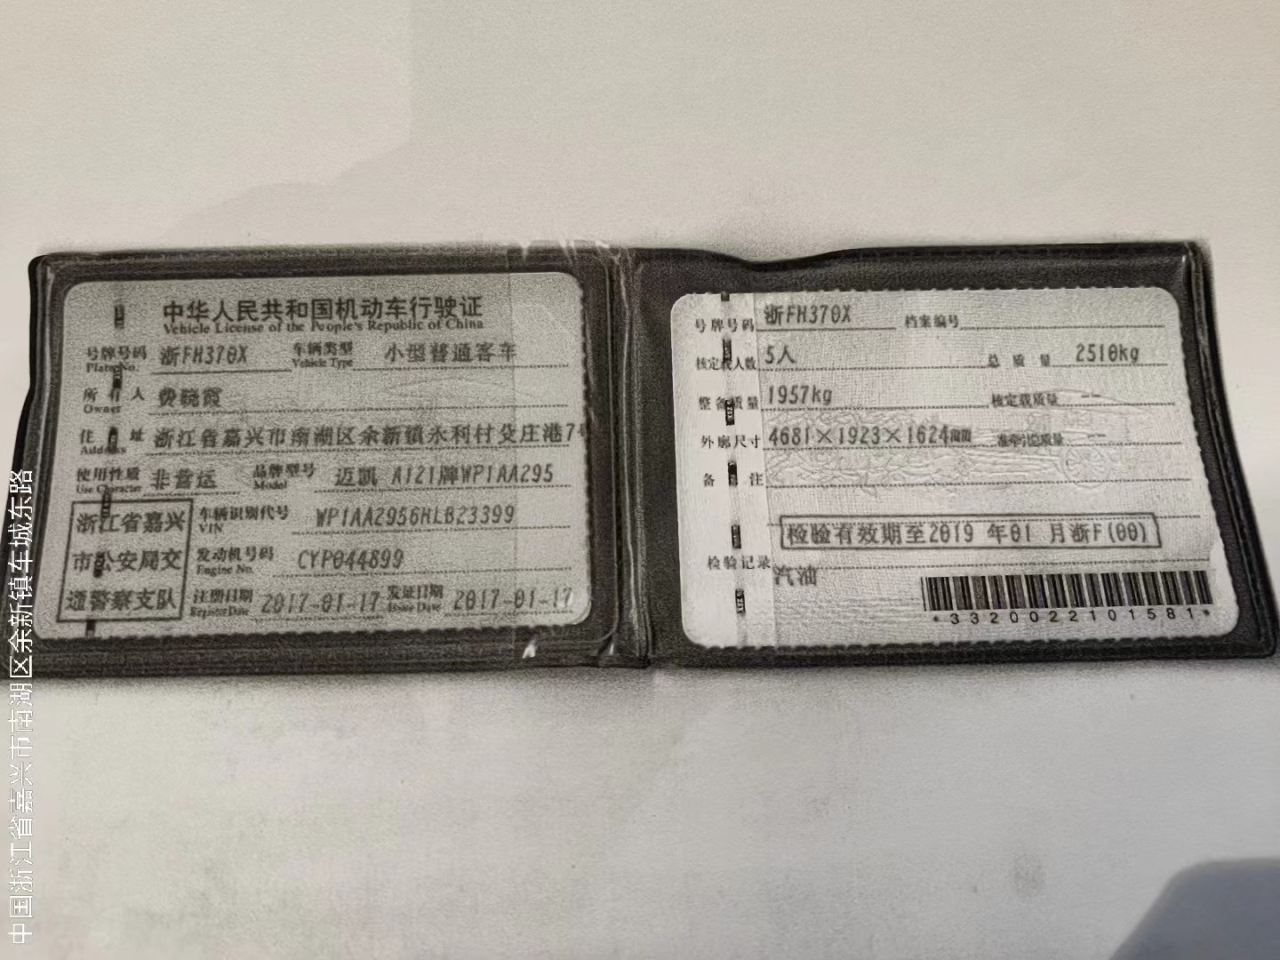 中华人民共和国机动车行驶证
Vehicle License of the People's Republic of China
号牌号码 浙FH370X 车辆类型 小型普通客车
Plate No. Vehicle Type
所有人 费晓霞
Owner
住址 浙江省嘉兴市南湖区余新镇永利村殳庄港7
Address
使用性质 非营运 品牌型号 迈凯 A121牌WP1AA295
Use Character Model
浙江省嘉兴
市公安局交
通警察支队
车辆识别代号 WP1AA2956HLB23399
VIN
发动机号码 CYP044899
Engine No.
注册日期 2017-01-17 发证日期 2017-01-17
Register Date Issue Date
号牌号码 浙FH370X 档案编号
核定载人数 5人 总质量 2510kg
整备质量 1957kg 核定载质量 --
外廓尺寸 4681×1923×1624mm 准牵引总质量 --
备注
检验有效期至2019 年01 月浙F(00)
检验记录
汽油
*3320022101581*
中国浙江省嘉兴市南湖区余新镇车城东路